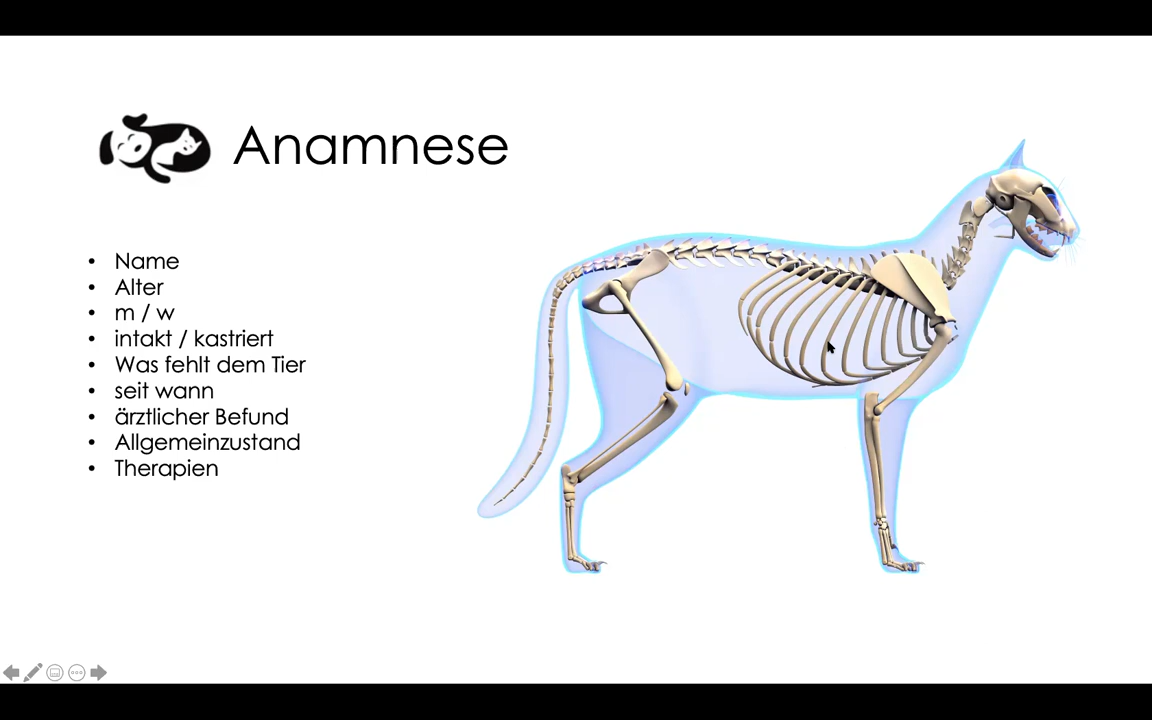 Anamnese
• Name
• Alter
• m / w
• intakt / kastriert
• Was fehlt dem Tier
• seit wann
• ärztlicher Befund
• Allgemeinzustand
• Therapien